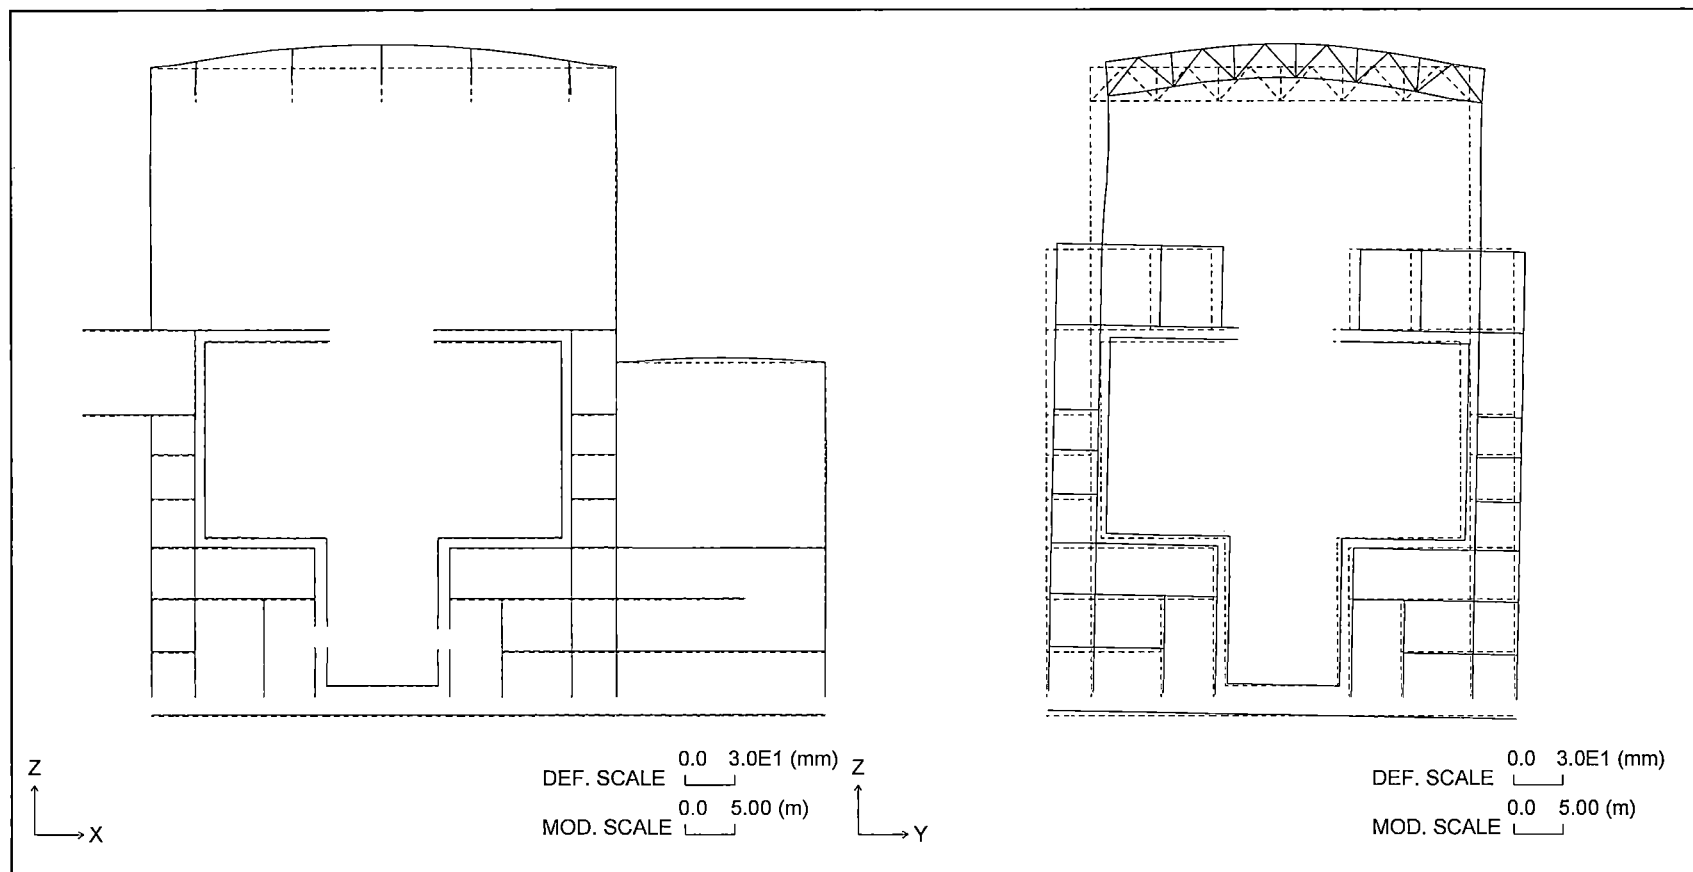 0.0 3.0E1 (mm)
DEF. SCALE
0.0 5.00 (m)
MOD. SCALE
Z
X
0.0 3.0E1 (mm)
DEF. SCALE
0.0 5.00 (m)
MOD. SCALE
Z
Y